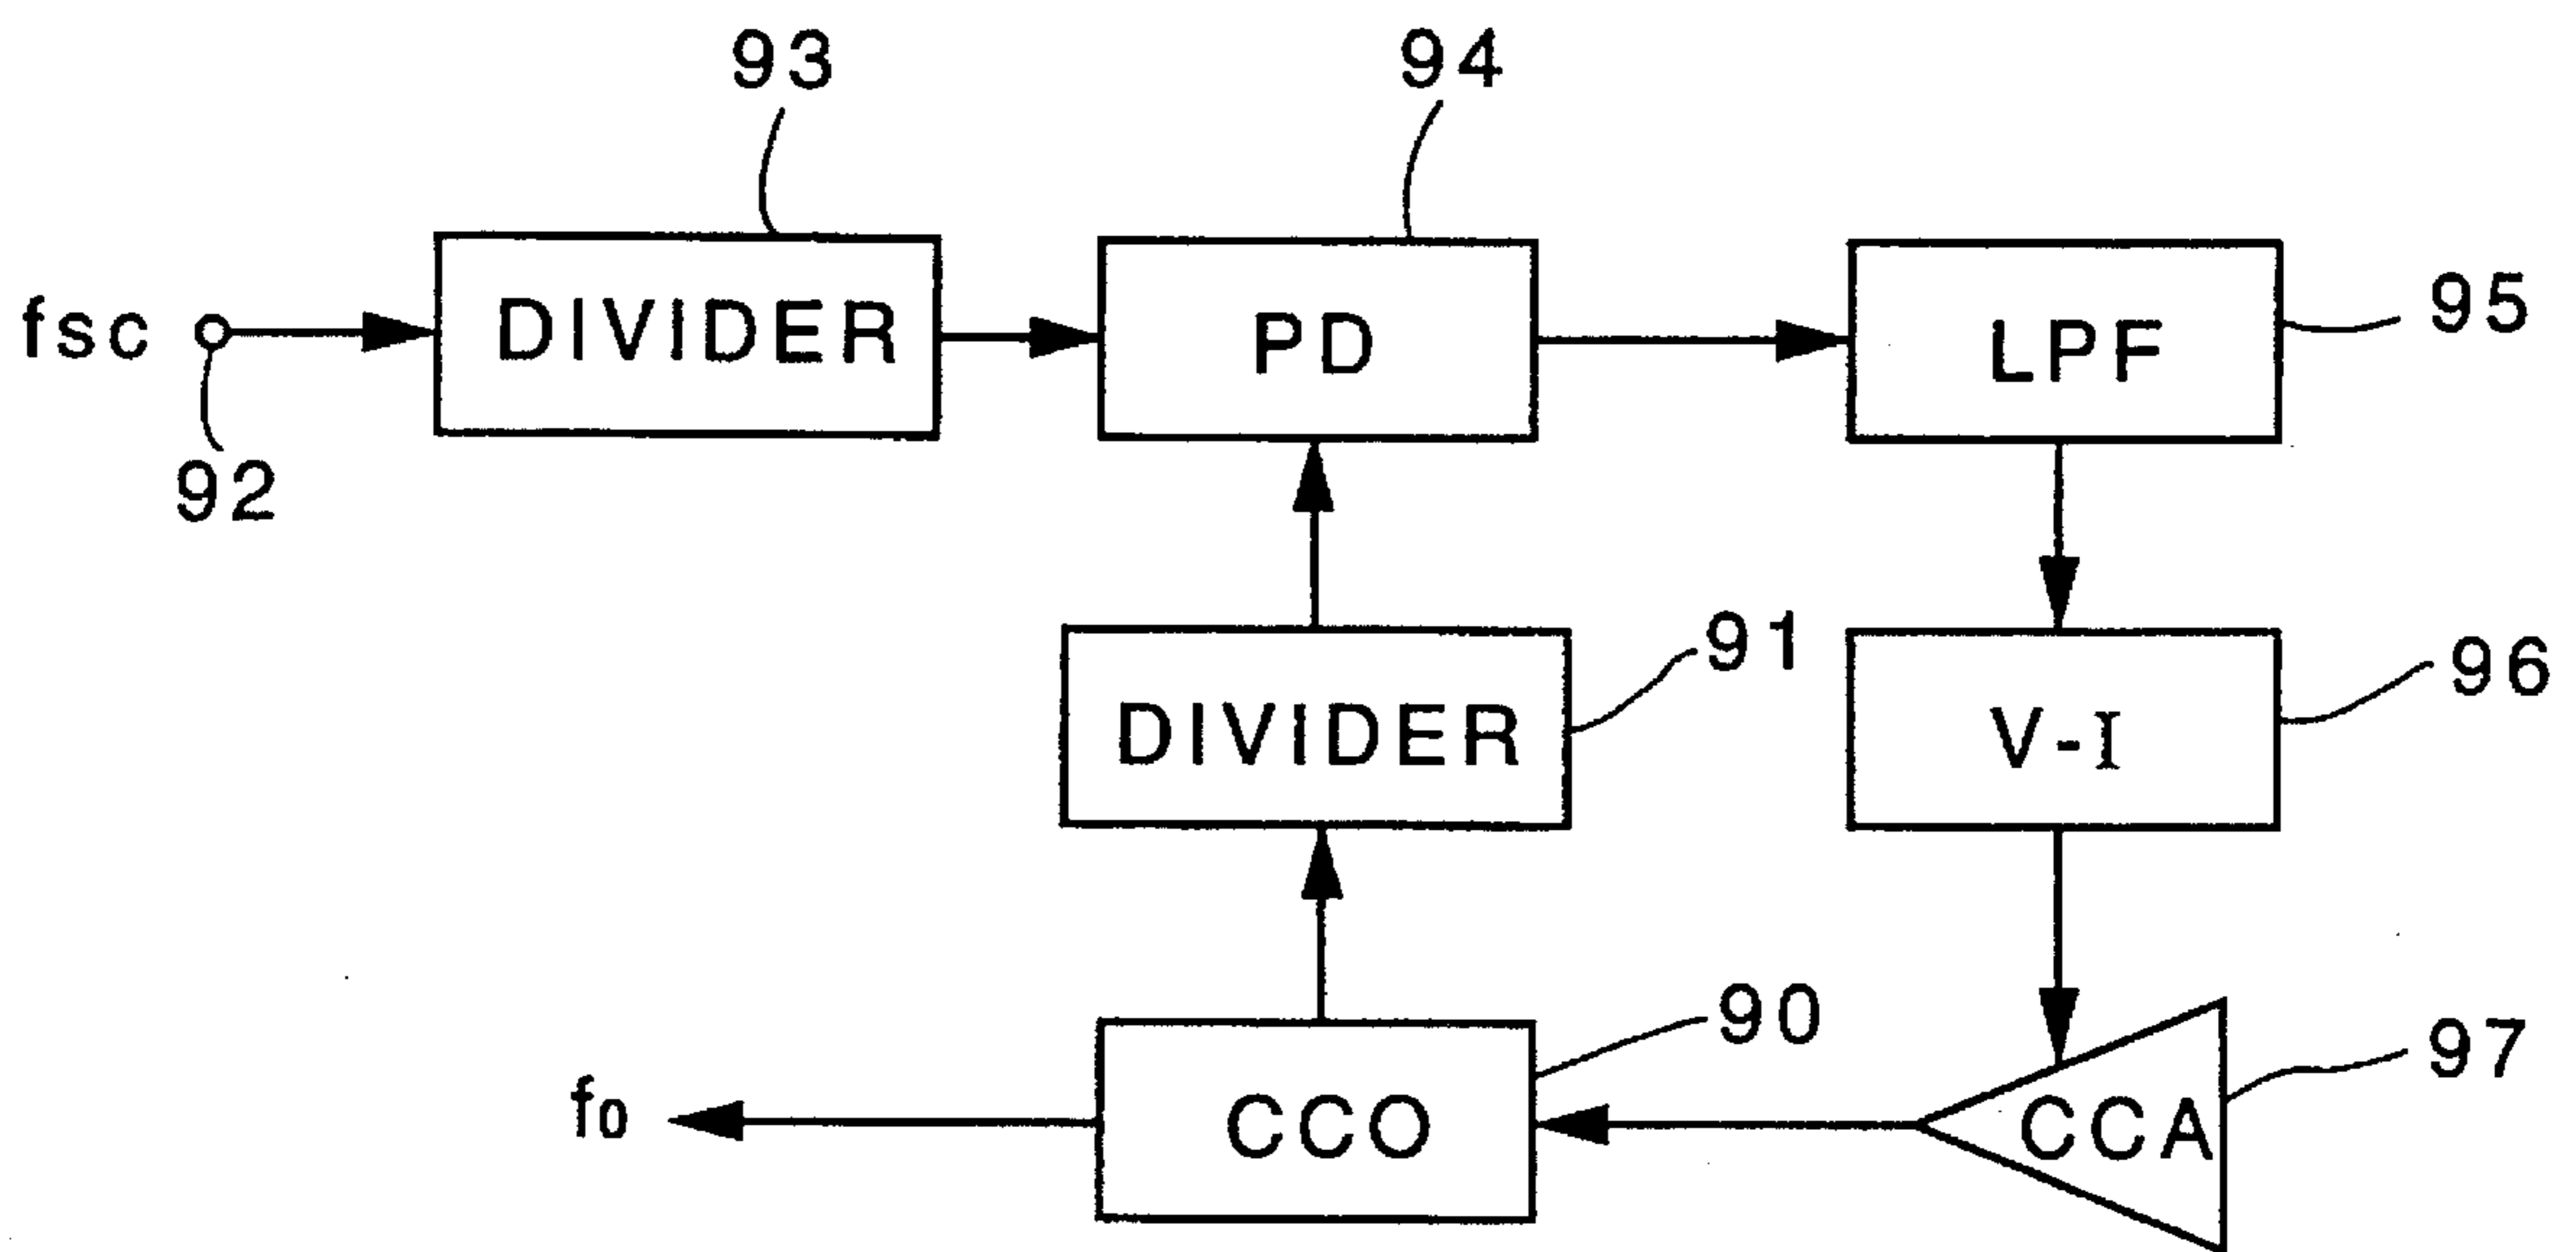 93
94
fsc
DIVIDER
PD
LPF
95
92
91
DIVIDER
V-I
96
90
f0
CCO
CCA
97